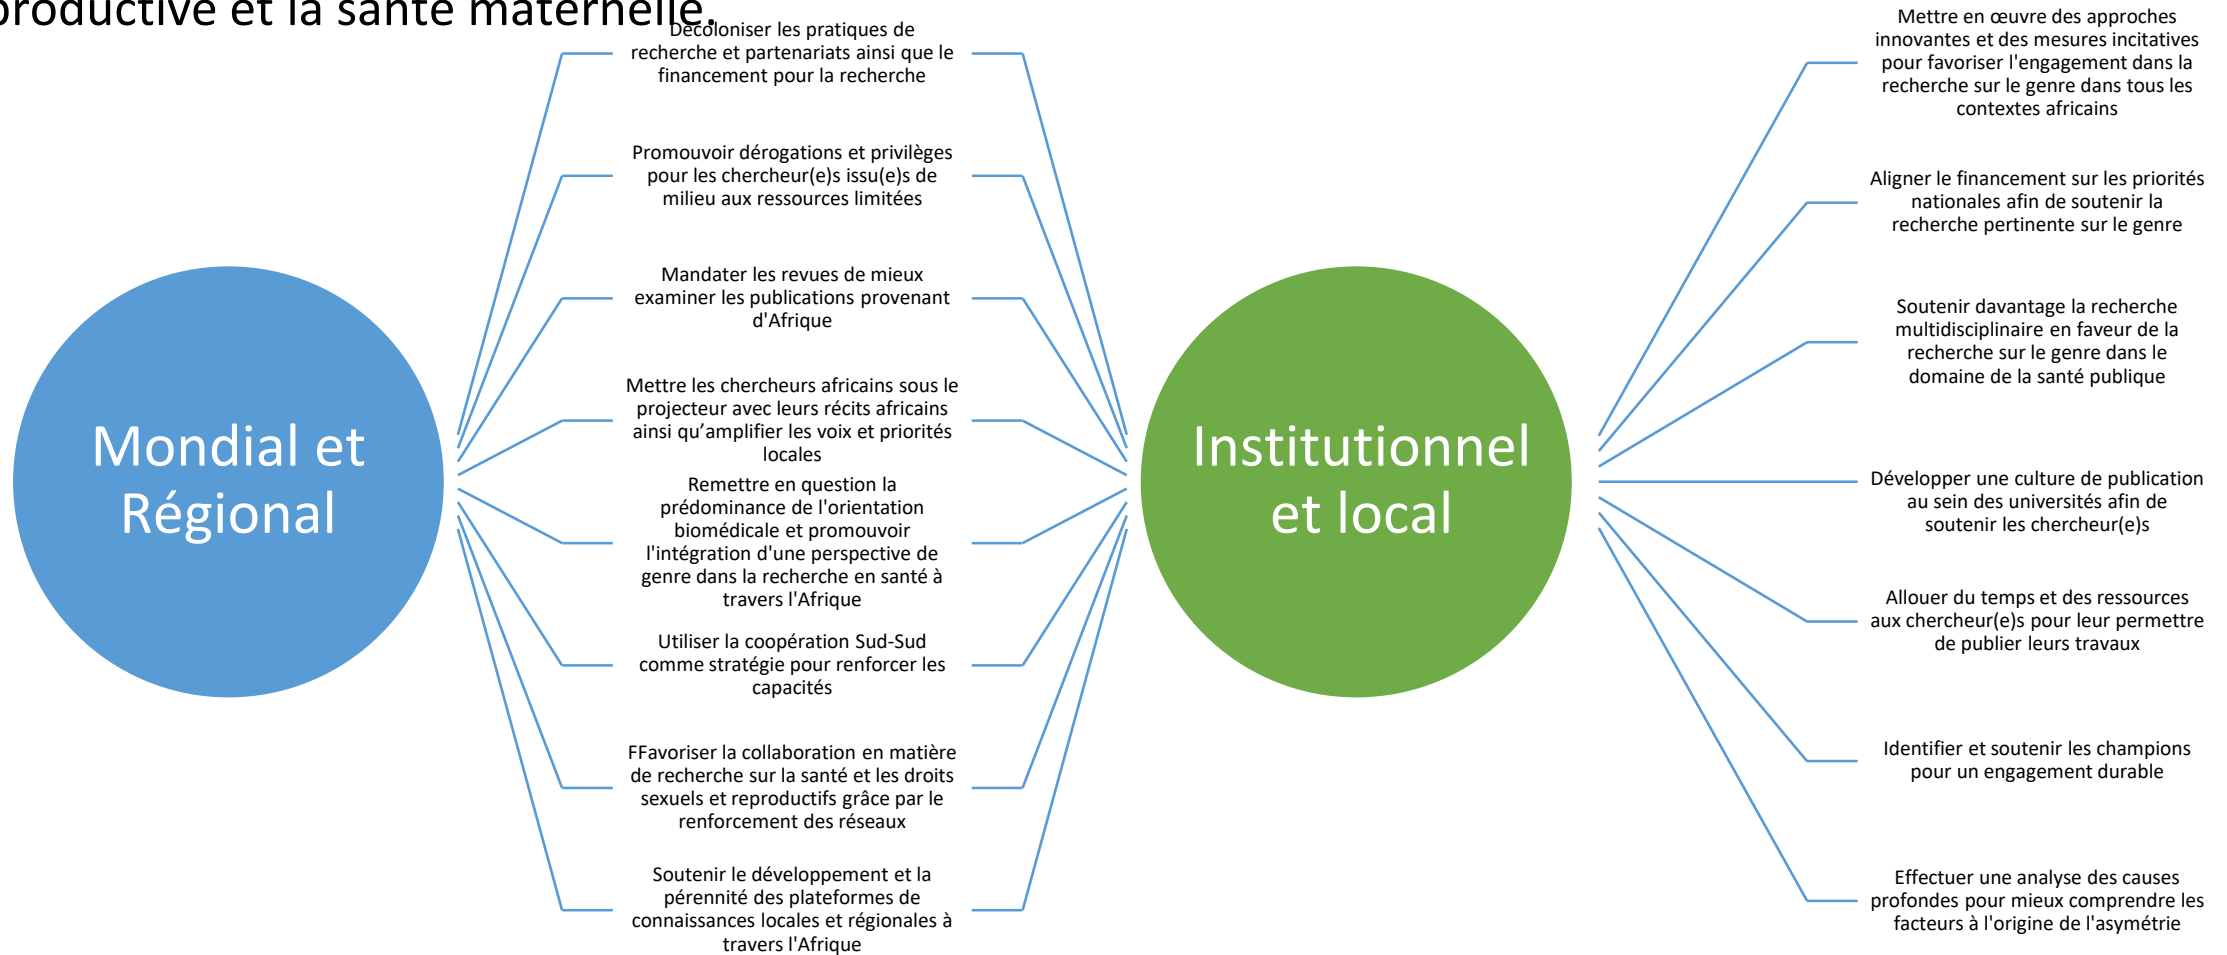 productive et la santé maternelle.
Mondial et
Régional
Décoloniser les pratiques de
recherche et partenariats ainsi que le
financement pour la recherche
Promouvoir dérogations et privilèges
pour les chercheur(e)s issu(e)s de
milieu aux ressources limitées
Mandater les revues de mieux
examiner les publications provenant
d'Afrique
Mettre les chercheurs africains sous le
projecteur avec leurs récits africains
ainsi qu’amplifier les voix et priorités
locales
Remettre en question la
prédominance de l'orientation
biomédicale et promouvoir
l'intégration d'une perspective de
genre dans la recherche en santé à
travers l'Afrique
Utiliser la coopération Sud-Sud
comme stratégie pour renforcer les
capacités
FFavoriser la collaboration en matière
de recherche sur la santé et les droits
sexuels et reproductifs grâce par le
renforcement des réseaux
Soutenir le développement et la
pérennité des plateformes de
connaissances locales et régionales à
travers l'Afrique
Institutionnel
et local
Mettre en œuvre des approches
innovantes et des mesures incitatives
pour favoriser l'engagement dans la
recherche sur le genre dans tous les
contextes africains
Aligner le financement sur les priorités
nationales afin de soutenir la
recherche pertinente sur le genre
Soutenir davantage la recherche
multidisciplinaire en faveur de la
recherche sur le genre dans le
domaine de la santé publique
Développer une culture de publication
au sein des universités afin de
soutenir les chercheur(e)s
Allouer du temps et des ressources
aux chercheur(e)s pour leur permettre
de publier leurs travaux
Identifier et soutenir les champions
pour un engagement durable
Effectuer une analyse des causes
profondes pour mieux comprendre les
facteurs à l'origine de l'asymétrie